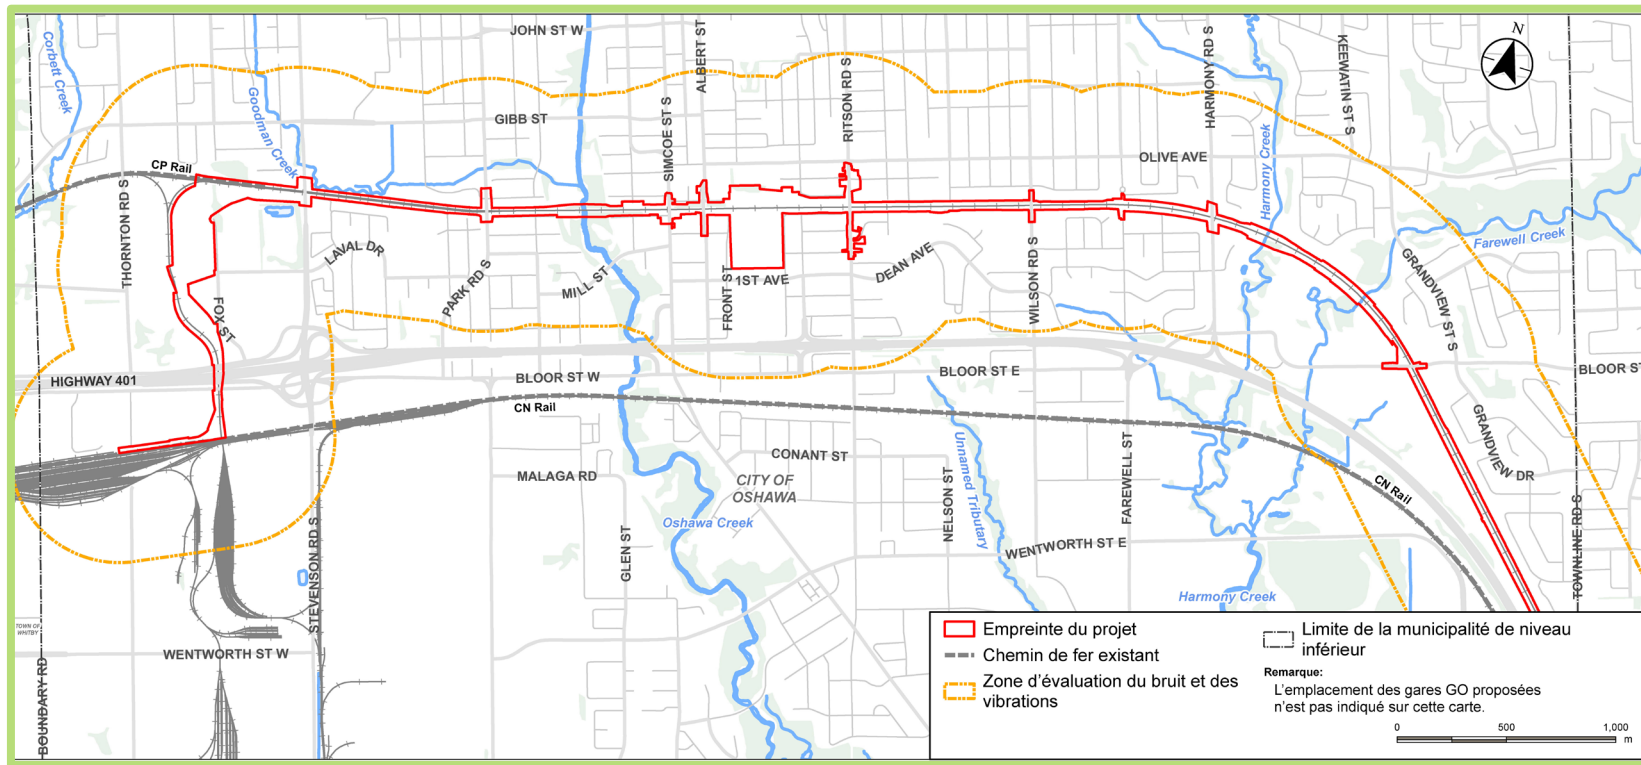 JOHN ST W
ALBERT ST
N
KEEWATIN ST S
HARMONY RD S
RITSON RD S
Corbett Creek
Goodman Creek
GIBB ST
SIMCOE ST S
OLIVE AVE
Harmony Creek
CP Rail
THORNTON RD S
LAVAL DR
PARK RD S
MILL ST
FRONT ST
1ST AVE
DEAN AVE
WILSON RD S
Farewell Creek
GRANDVIEW ST S
FOX ST
HIGHWAY 401
BLOOR ST W
BLOOR ST E
BLOOR ST
CN Rail
GRANDVIEW DR
MALAGA RD
CONANT ST
CITY OF
OSHAWA
NELSON ST
Unnamed Tributary
FAREWELL ST
CN Rail
TOWNLINE RD S
Oshawa Creek
STEVENSON RD S
GLEN ST
WENTWORTH ST E
Harmony Creek
TOWN OF
WHITBY
WENTWORTH ST W
BOUNDARY RD
Empreinte du projet
Chemin de fer existant
Zone d'évaluation du bruit et des
vibrations
Limite de la municipalité de niveau
inférieur
Remarque:
L'emplacement des gares GO proposées
n'est pas indiqué sur cette carte.
0 500 1,000
m